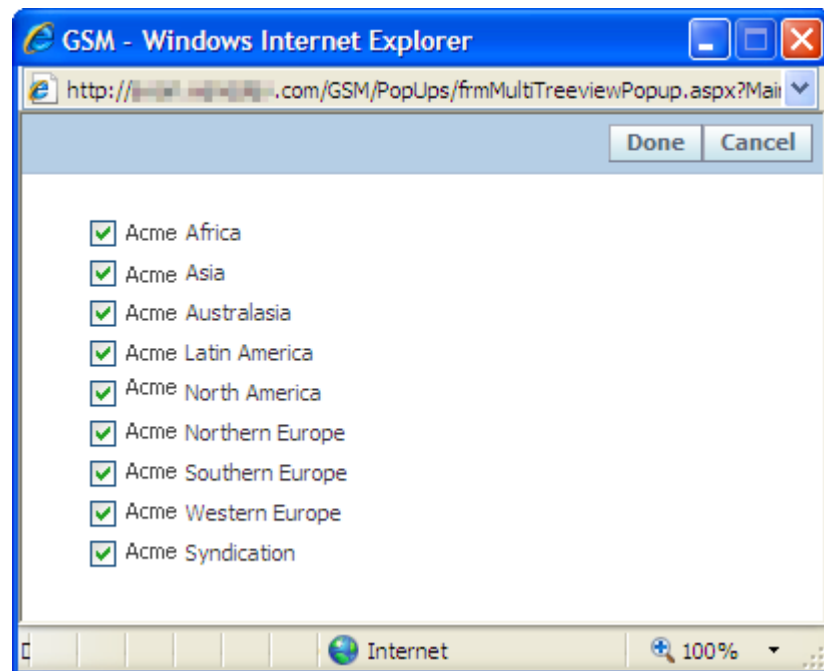 GSM - Windows Internet Explorer
http:// .com/GSM/PopUps/frmMultiTreeviewPopup.aspx?Mai
Done Cancel
Acme Africa
Acme Asia
Acme Australasia
Acme Latin America
Acme North America
Acme Northern Europe
Acme Southern Europe
Acme Western Europe
Acme Syndication
Internet 100%